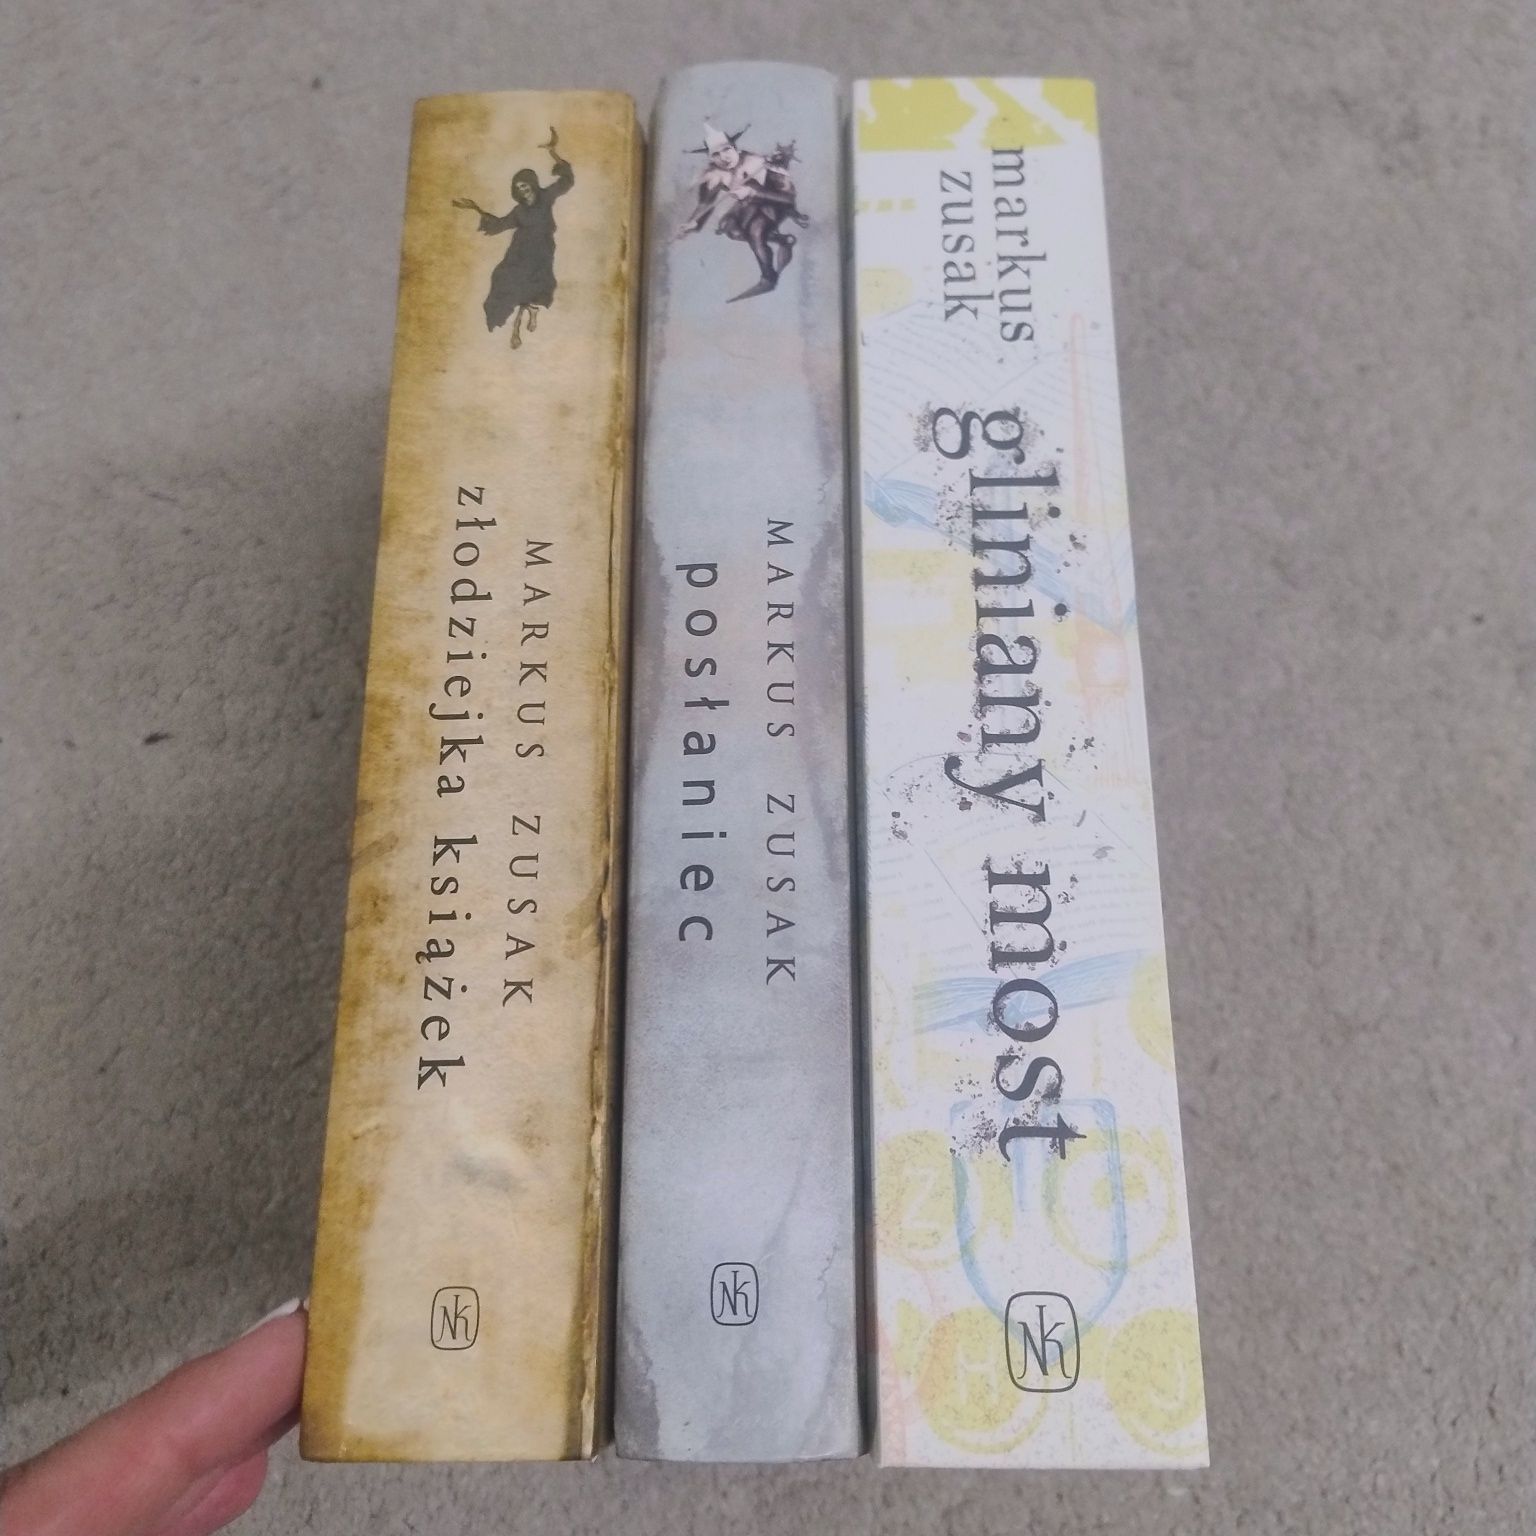 MARKUS ZUSAK
złodziejka książek
NK
MARKUS ZUSAK
posłaniec
NK
markus
zusak
gliniany most
NK